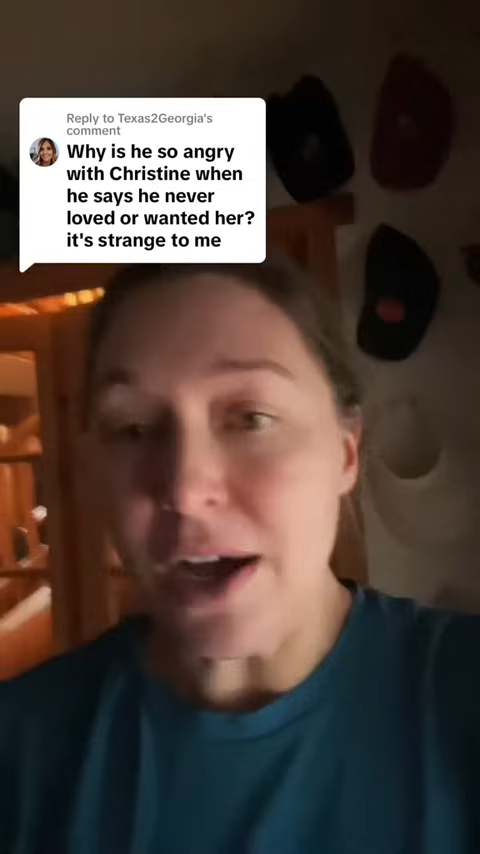 Reply to Texas2Georgia's
comment
Why is he so angry
with Christine when
he says he never
loved or wanted her?
it's strange to me